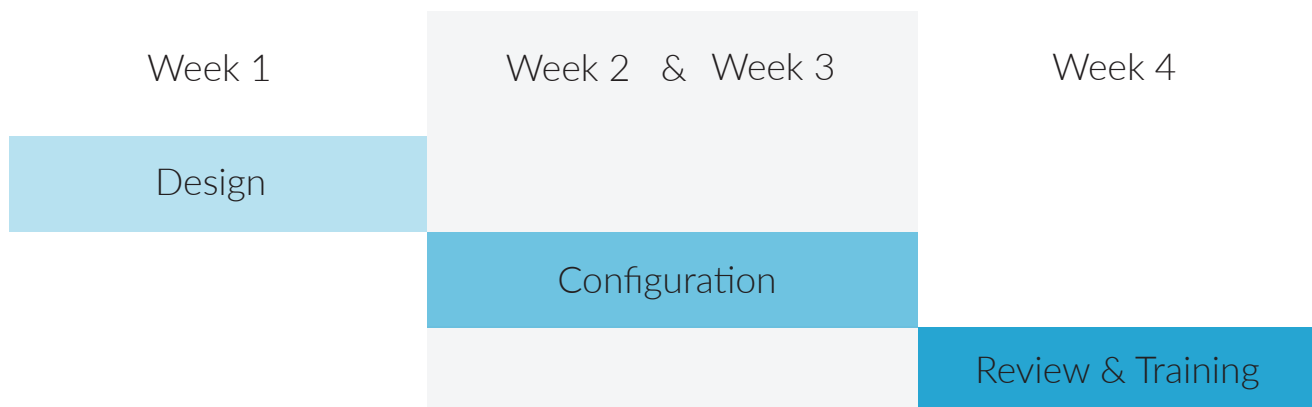 Week 1
Week 2 & Week 3
Week 4
Design
Configuration
Review & Training